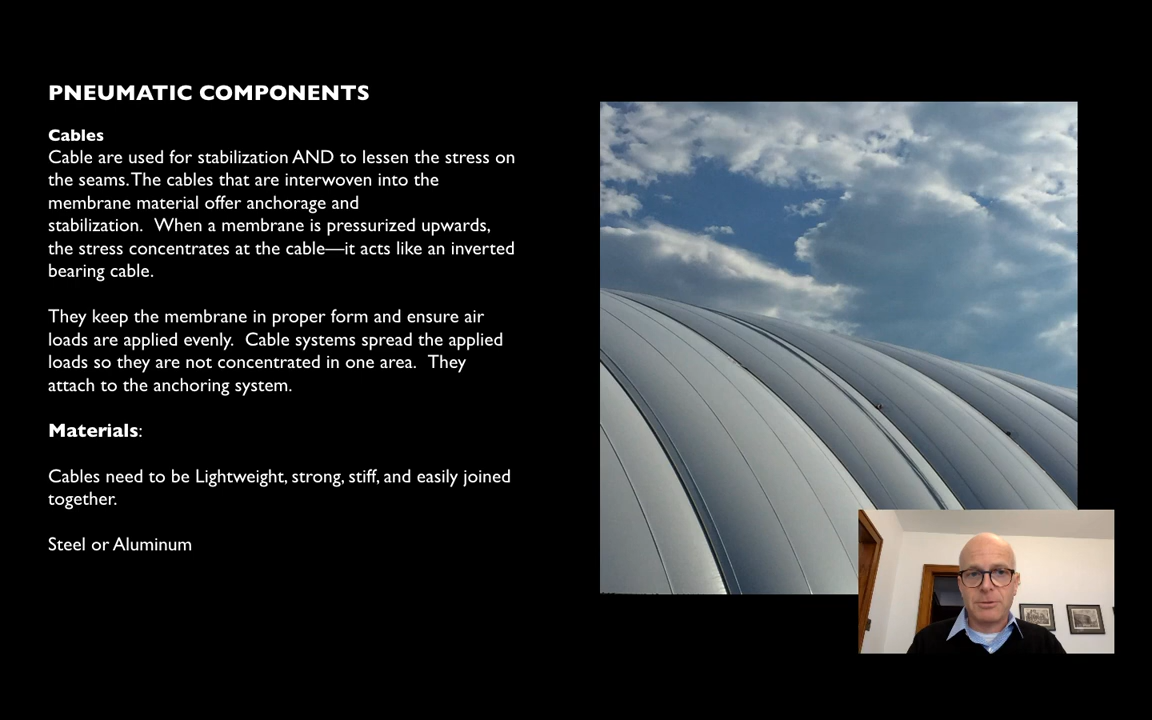 PNEUMATIC COMPONENTS
Cables
Cable are used for stabilization AND to lessen the stress on
the seams. The cables that are interwoven into the
membrane material offer anchorage and
stabilization.  When a membrane is pressurized upwards,
the stress concentrates at the cable—it acts like an inverted
bearing cable.
They keep the membrane in proper form and ensure air
loads are applied evenly.  Cable systems spread the applied
loads so they are not concentrated in one area.  They
attach to the anchoring system.
Materials:
Cables need to be Lightweight, strong, stiff, and easily joined
together.
Steel or Aluminum